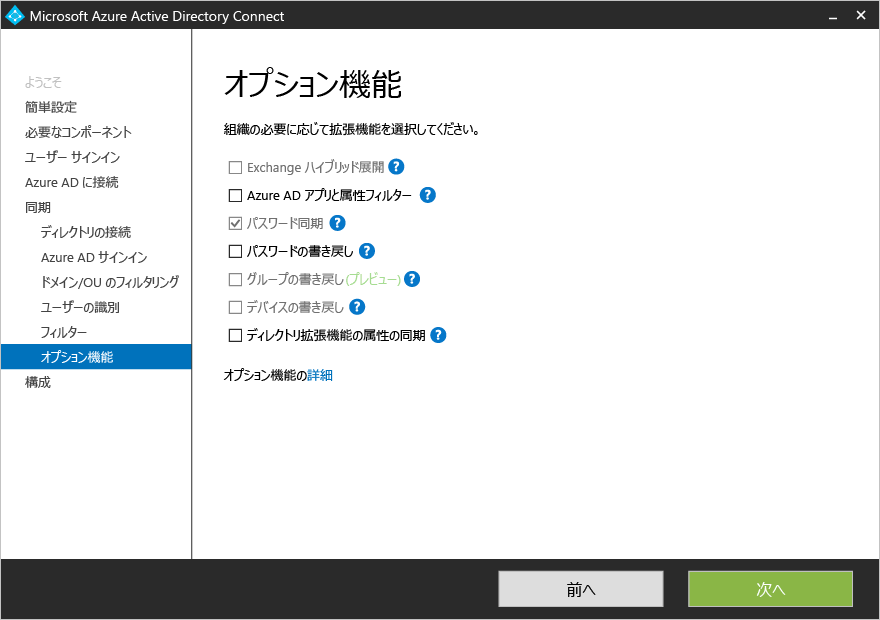 Microsoft Azure Active Directory Connect
ようこそ
簡単設定
必要なコンポーネント
ユーザー サインイン
Azure AD に接続
同期
ディレクトリの接続
Azure AD サインイン
ドメイン/OU のフィルタリング
ユーザーの識別
フィルター
オプション機能
構成
オプション機能
組織の必要に応じて拡張機能を選択してください。
Exchange ハイブリッド展開 ?
Azure AD アプリと属性フィルター ?
パスワード同期 ?
パスワードの書き戻し ?
グループの書き戻し (プレビュー) ?
デバイスの書き戻し ?
ディレクトリ拡張機能の属性の同期 ?
オプション機能の詳細
前へ
次へ